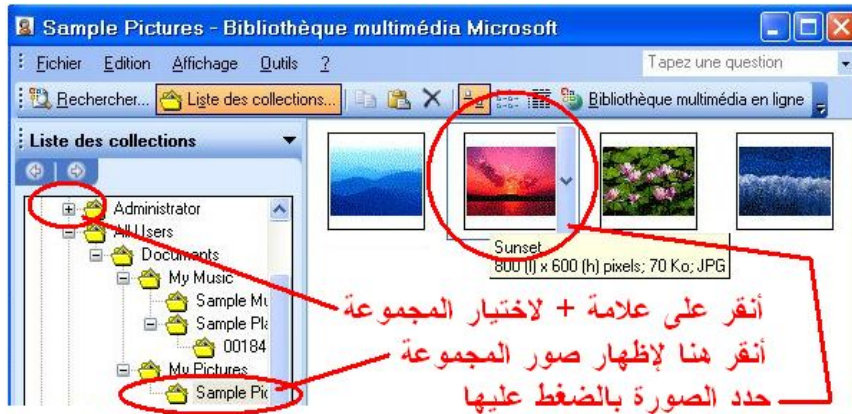 Sample Pictures - Bibliothèque multimédia Microsoft
Fichier Edition Affichage Outils ?
Tapez une question
Rechercher... Liste des collections... Bibliothèque multimédia en ligne
Liste des collections
Administrator
All Users
Documents
My Music
Sample Mu
Sample Pla
00184
My Pictures
Sample Pic
Sunset
800 (l) x 600 (h) pixels; 70 Ko; JPG
أنقر على علامة + لاختيار المجموعة
أنقر هنا لإظهار صور المجموعة
حدد الصورة بالضغط عليها